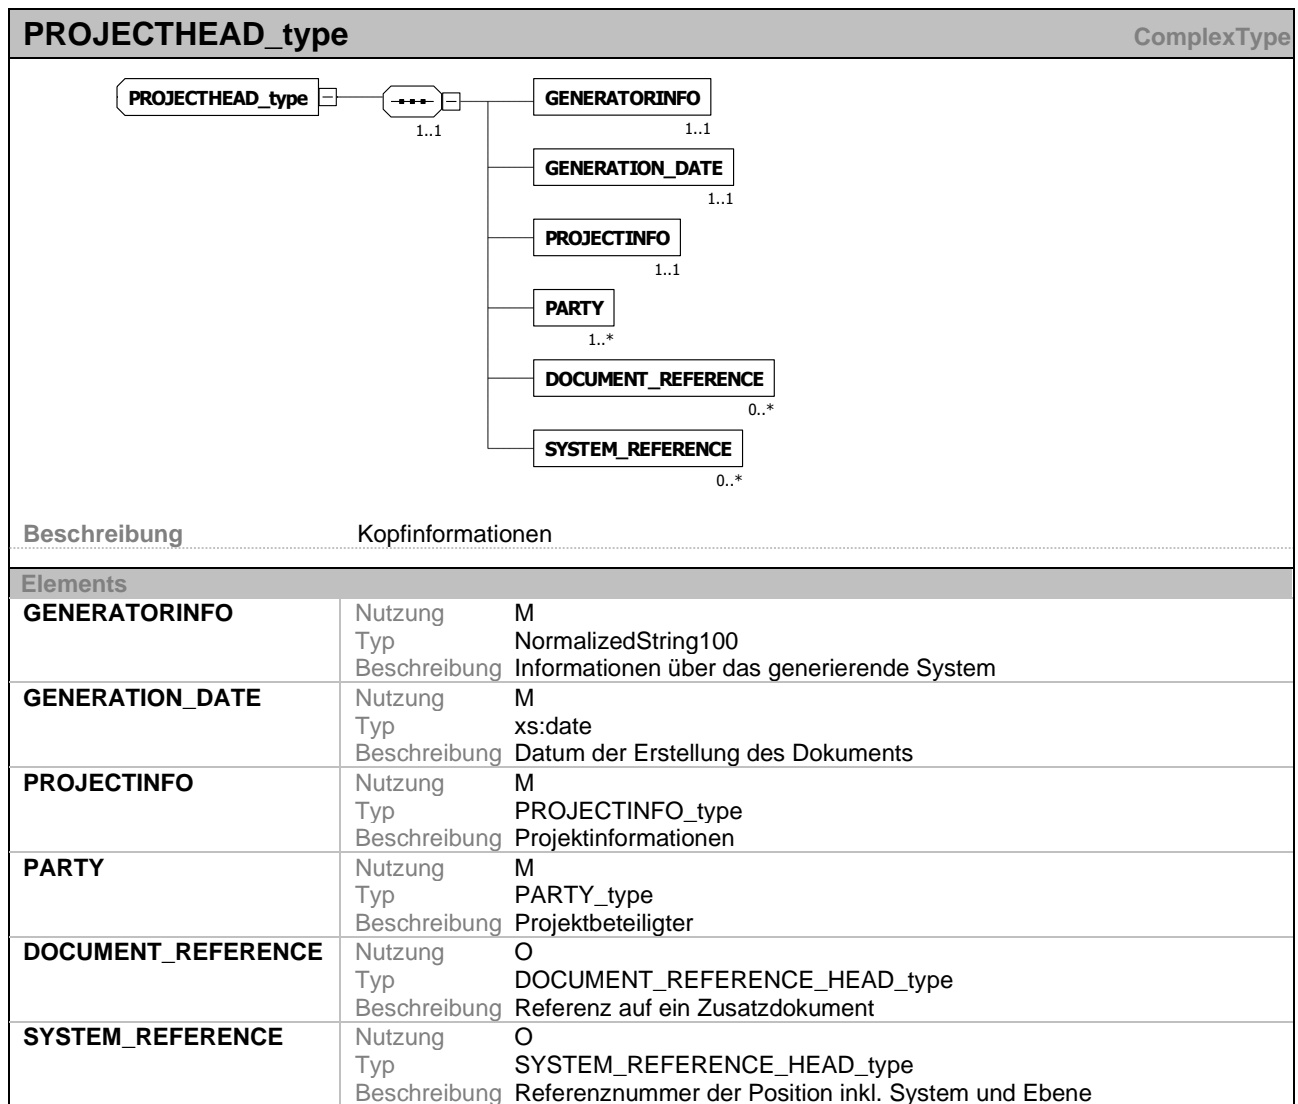 PROJECTHEAD_type ComplexType
PROJECTHEAD_type
1..1
GENERATORINFO
1..1
GENERATION_DATE
1..1
PROJECTINFO
1..1
PARTY
1..*
DOCUMENT_REFERENCE
0..*
SYSTEM_REFERENCE
0..*
Beschreibung Kopfinformationen
Elements
GENERATORINFO Nutzung M
Typ NormalizedString100
Beschreibung Informationen über das generierende System
GENERATION_DATE Nutzung M
Typ xs:date
Beschreibung Datum der Erstellung des Dokuments
PROJECTINFO Nutzung M
Typ PROJECTINFO_type
Beschreibung Projektinformationen
PARTY Nutzung M
Typ PARTY_type
Beschreibung Projektbeteiligter
DOCUMENT_REFERENCE Nutzung O
Typ DOCUMENT_REFERENCE_HEAD_type
Beschreibung Referenz auf ein Zusatzdokument
SYSTEM_REFERENCE Nutzung O
Typ SYSTEM_REFERENCE_HEAD_type
Beschreibung Referenznummer der Position inkl. System und Ebene